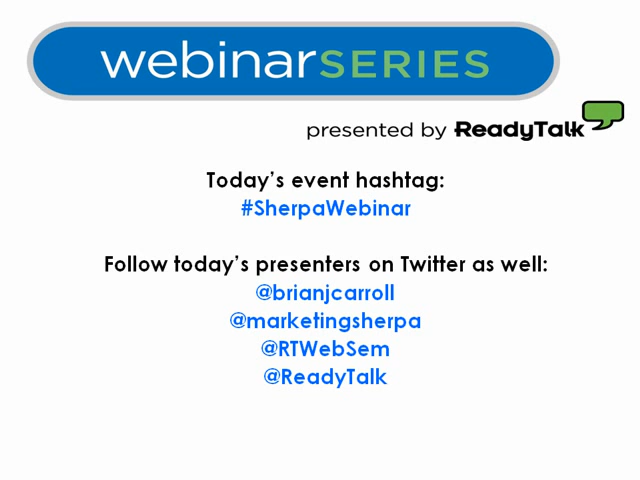 webinarSERIES
presented by ReadyTalk
Today's event hashtag:
#SherpaWebinar
Follow today's presenters on Twitter as well:
@brianjcarroll
@marketingsherpa
@RTWebSem
@ReadyTalk